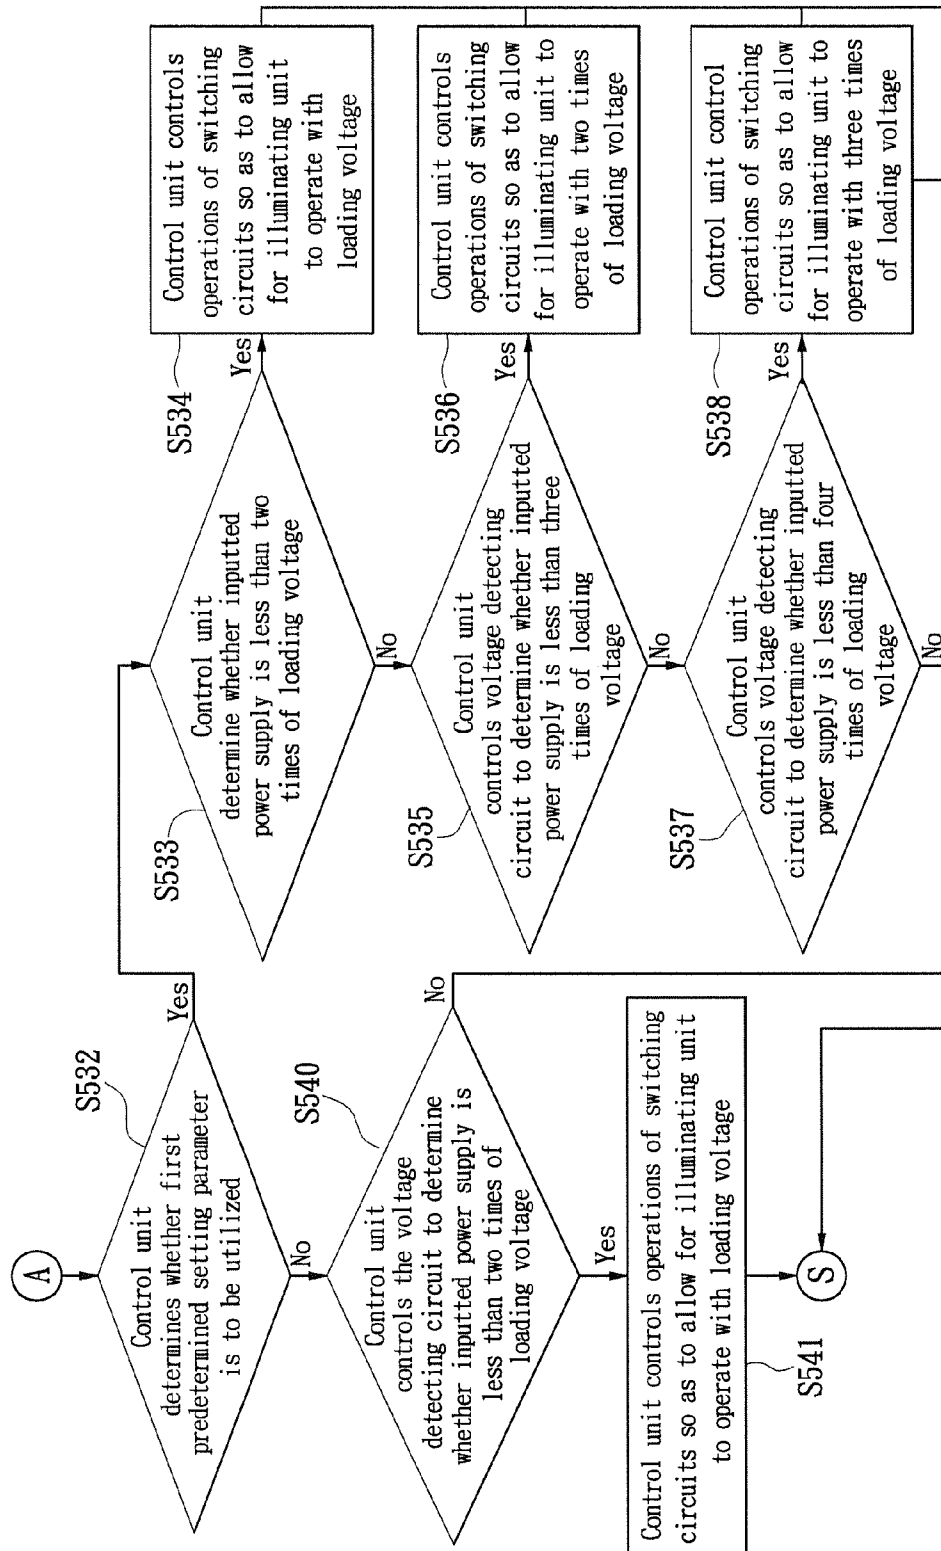 A
Control unit
determines whether first
predetermined setting parameter
is to be utilized
S532
Yes
No
Control unit
controls the voltage
detecting circuit to determine
whether inputted power supply is
less than two times of
loading voltage
S540
No
Yes
Control unit controls operations of switching
circuits so as to allow for illuminating unit
to operate with loading voltage
S541
S
Control unit
determine whether inputted
power supply is less than two
times of loading voltage
S533
Yes
No
Control unit controls
operations of switching
circuits so as to allow
for illuminating unit
to operate with
loading voltage
S534
Control unit
controls voltage detecting
circuit to determine whether inputted
power supply is less than three
times of loading
voltage
S535
Yes
No
Control unit controls
operations of switching
circuits so as to allow
for illuminating unit to
operate with two times
of loading voltage
S536
Control unit
controls voltage detecting
circuit to determine whether inputted
power supply is less than four
times of loading
voltage
S537
Yes
No
Control unit control
operations of switching
circuits so as to allow
for illuminating unit to
operate with three times
of loading voltage
S538